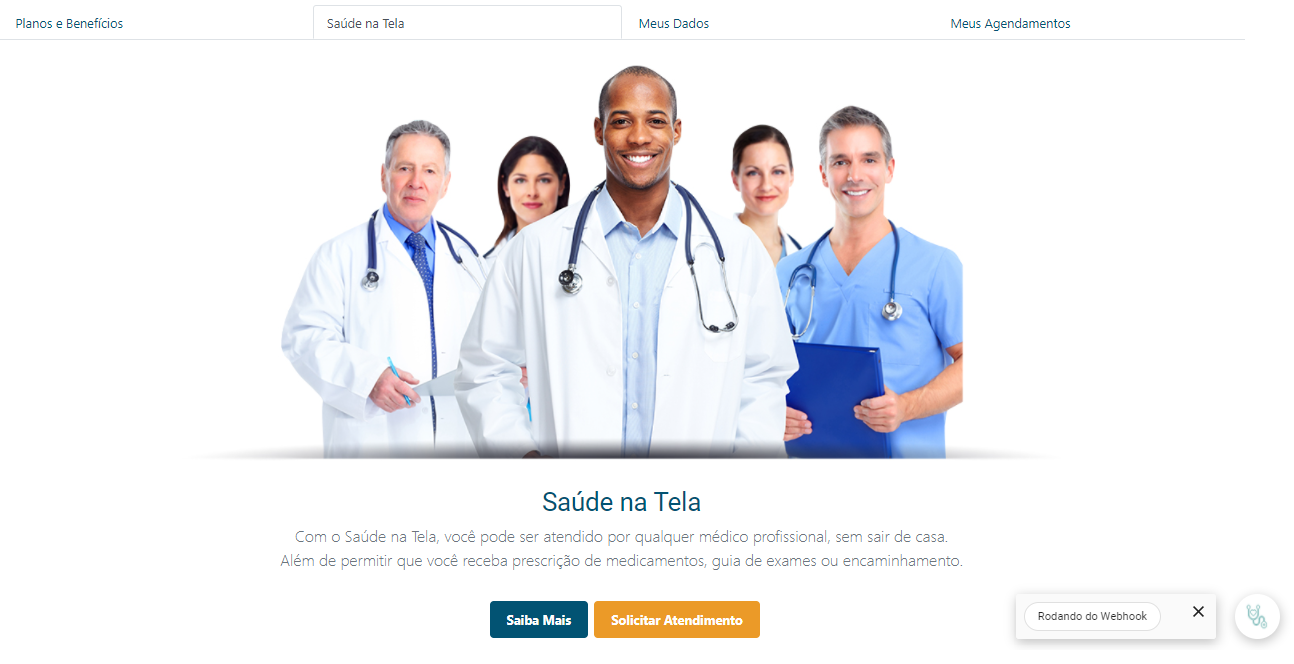 Planos e Benefícios
Saúde na Tela
Meus Dados
Meus Agendamentos
Saúde na Tela
Com o Saúde na Tela, você pode ser atendido por qualquer médico profissional, sem sair de casa.
Além de permitir que você receba prescrição de medicamentos, guia de exames ou encaminhamento.
Saiba Mais
Solicitar Atendimento
Rodando do Webhook